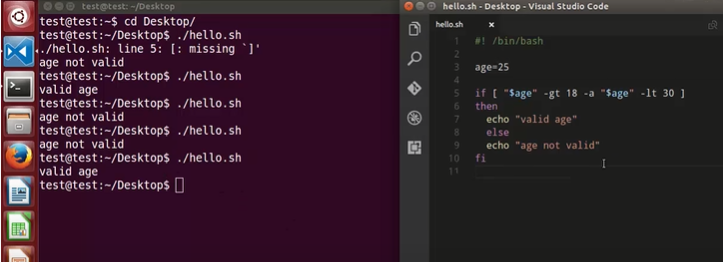 test@test: ~/Desktop
test@test:~$ cd Desktop/
test@test:~/Desktop$ ./hello.sh
./hello.sh: line 5: [: missing `]'
age not valid
test@test:~/Desktop$ ./hello.sh
valid age
test@test:~/Desktop$ ./hello.sh
age not valid
test@test:~/Desktop$ ./hello.sh
age not valid
test@test:~/Desktop$ ./hello.sh
valid age
test@test:~/Desktop$
hello.sh - Desktop - Visual Studio Code
hello.sh
1 #! /bin/bash
2
3 age=25
4
5 if [ "$age" -gt 18 -a "$age" -lt 30 ]
6 then
7 echo "valid age"
8 else
9 echo "age not valid"
10 fi
11